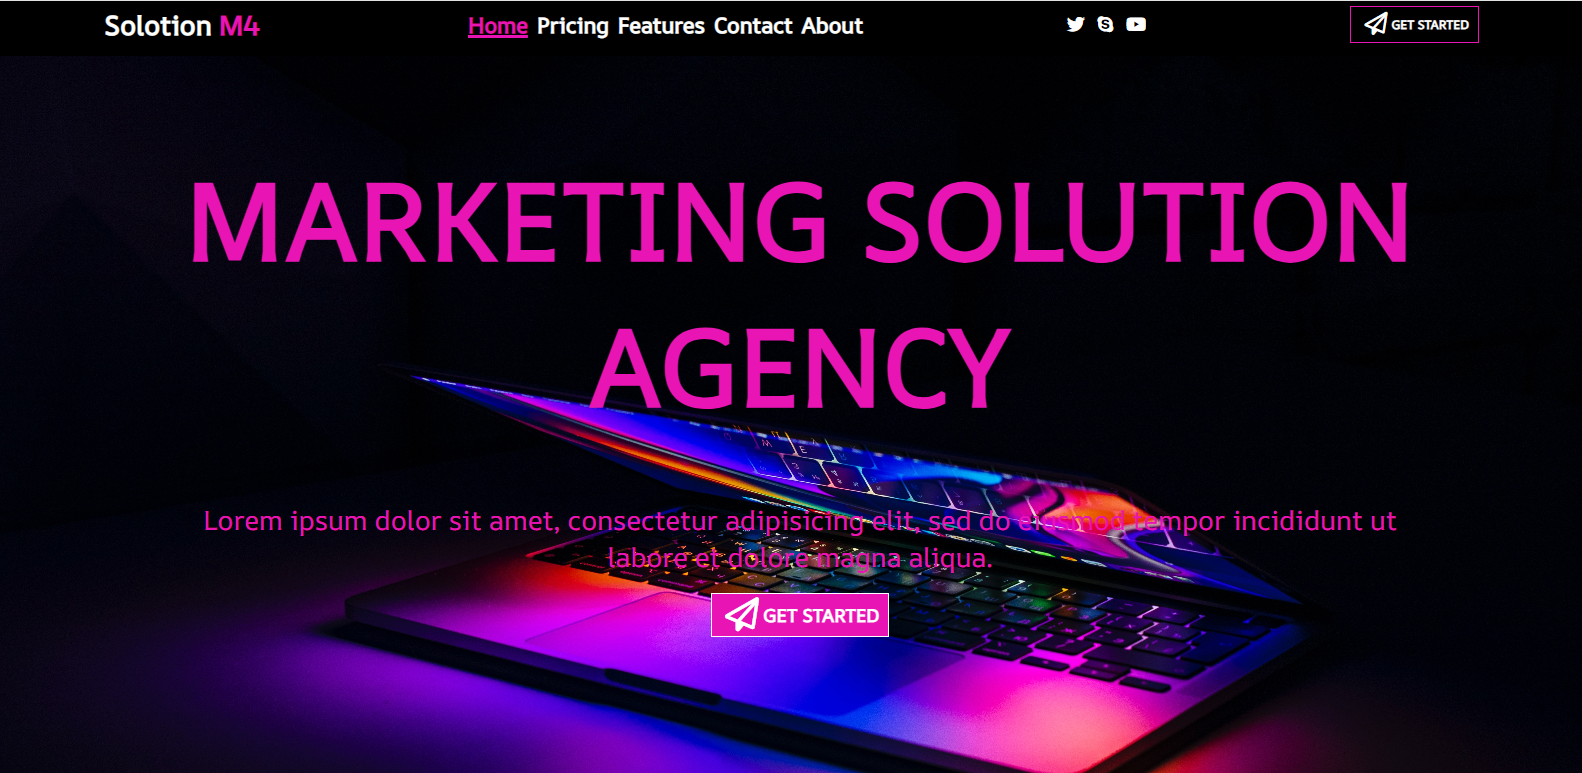 Solotion M4
Home Pricing Features Contact About
GET STARTED
MARKETING SOLUTION
AGENCY
Lorem ipsum dolor sit amet, consectetur adipisicing elit, sed do eiusmod tempor incididunt ut
labore et dolore magna aliqua.
GET STARTED